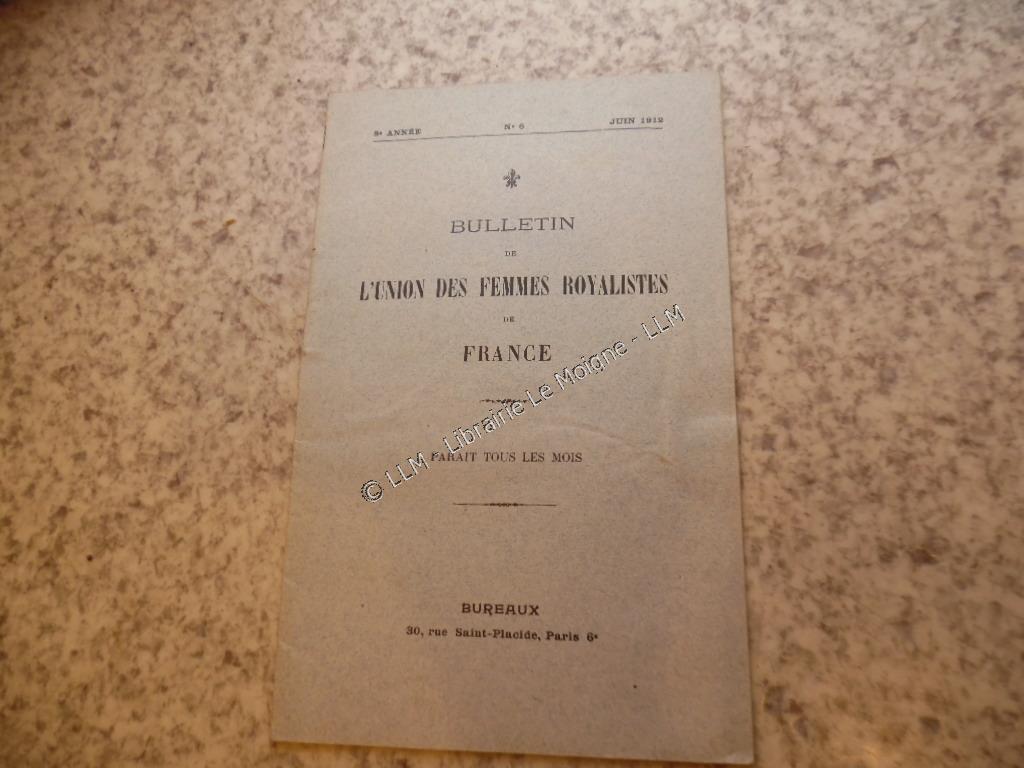 8e ANNÉE No 6 JUIN 1912
BULLETIN
DE
L'UNION DES FEMMES ROYALISTES
DE
FRANCE
PARAIT TOUS LES MOIS
BUREAUX
30, rue Saint-Placide, Paris 6e
© LLM - Librairie Le Moigne - LLM